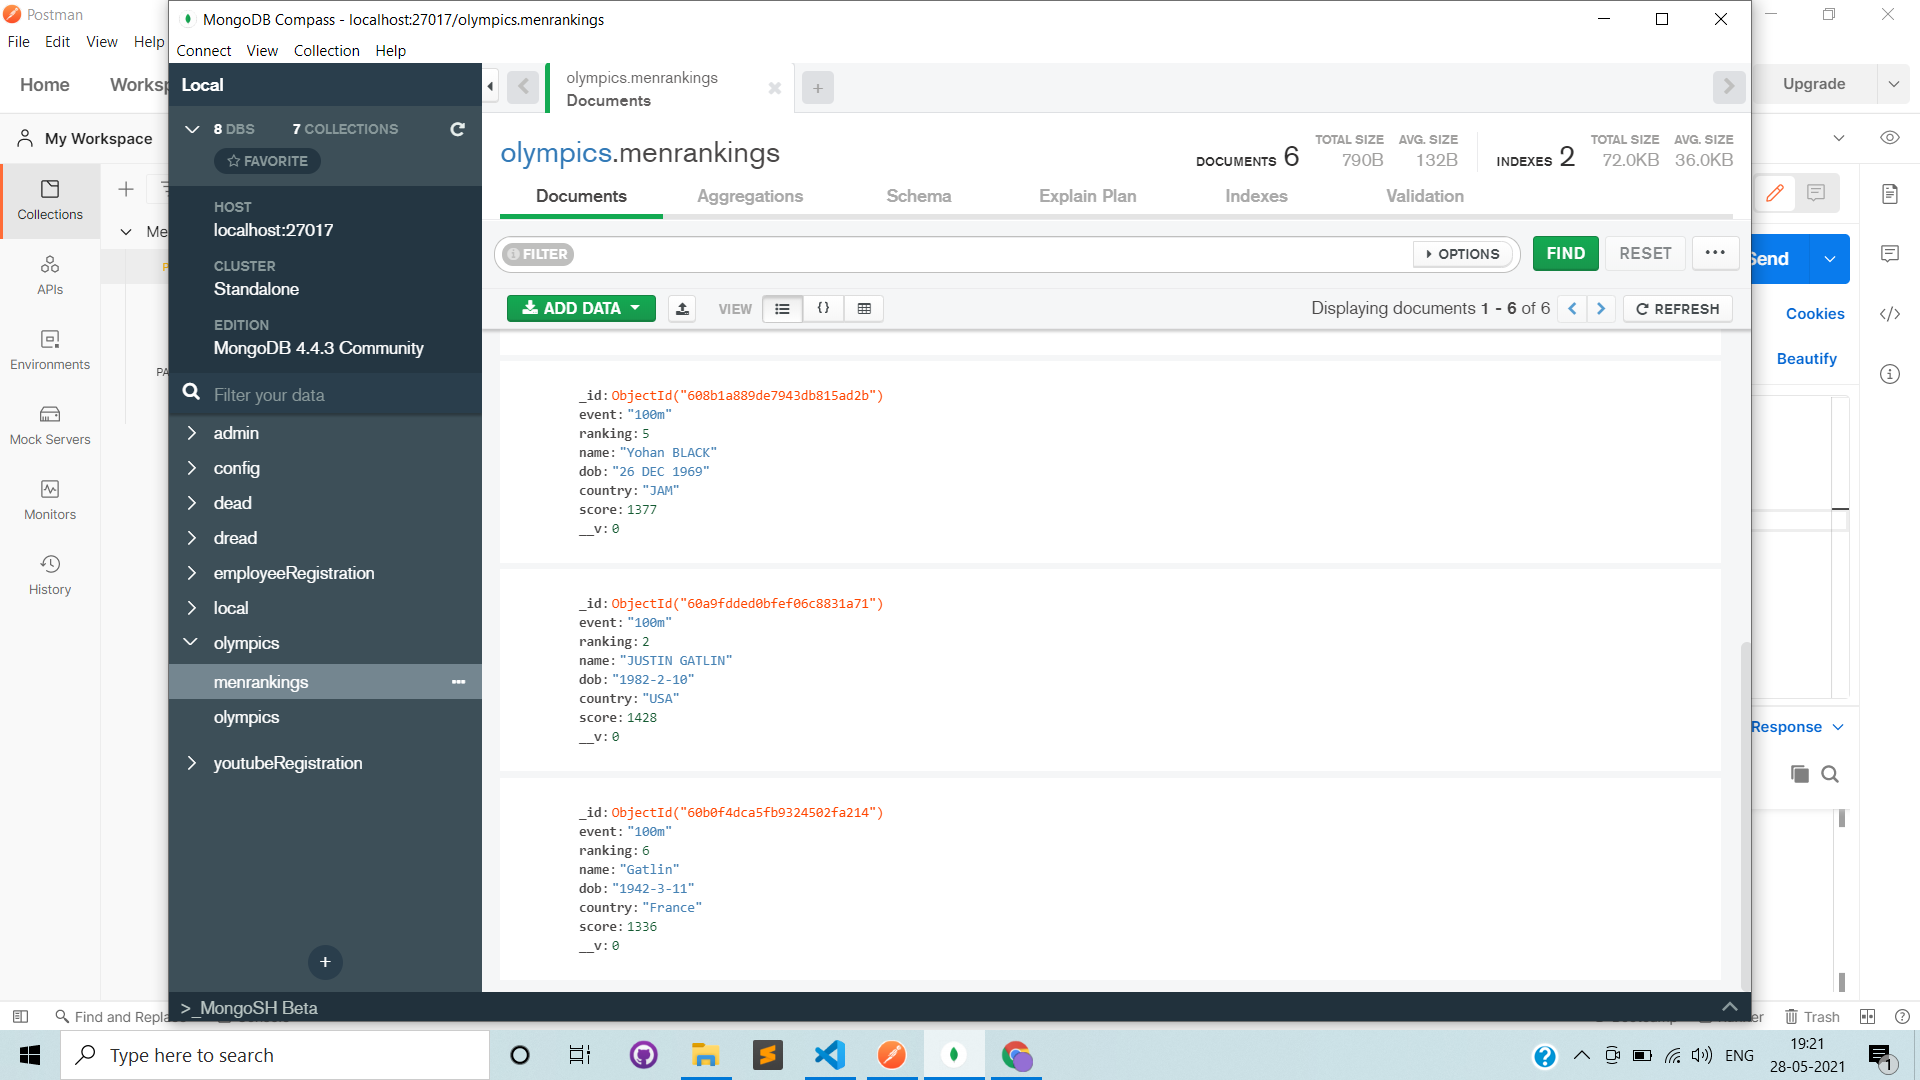 Postman
File Edit View Help
Home
Works
Upgrade
My Workspace
Collections
APIs
Environments
Mock Servers
Monitors
History
Me
PA
MongoDB Compass - localhost:27017/olympics.menrankings
Connect View Collection Help
Local
8 DBS 7 COLLECTIONS
FAVORITE
HOST
localhost:27017
CLUSTER
Standalone
EDITION
MongoDB 4.4.3 Community
Filter your data
admin
config
dead
dread
employeeRegistration
local
olympics
menrankings
olympics
youtubeRegistration
olympics.menrankings
Documents
olympics.menrankings
DOCUMENTS 6
TOTAL SIZE AVG. SIZE
790B 132B
INDEXES 2
TOTAL SIZE AVG. SIZE
72.0KB 36.0KB
Documents Aggregations Schema Explain Plan Indexes Validation
FILTER
OPTIONS
FIND
RESET
ADD DATA
VIEW
Displaying documents 1 - 6 of 6
REFRESH
_id: ObjectId("608b1a889de7943db815ad2b")
event: "100m"
ranking: 5
name: "Yohan BLACK"
dob: "26 DEC 1969"
country: "JAM"
score: 1377
__v: 0
_id: ObjectId("60a9fdded0bfef06c8831a71")
event: "100m"
ranking: 2
name: "JUSTIN GATLIN"
dob: "1982-2-10"
country: "USA"
score: 1428
__v: 0
_id: ObjectId("60b0f4dca5fb9324502fa214")
event: "100m"
ranking: 6
name: "Gatlin"
dob: "1942-3-11"
country: "France"
score: 1336
__v: 0
>_MongoSH Beta
Send
Cookies
Beautify
Response
Find and Replac
Trash
Type here to search
ENG
19:21
28-05-2021
1